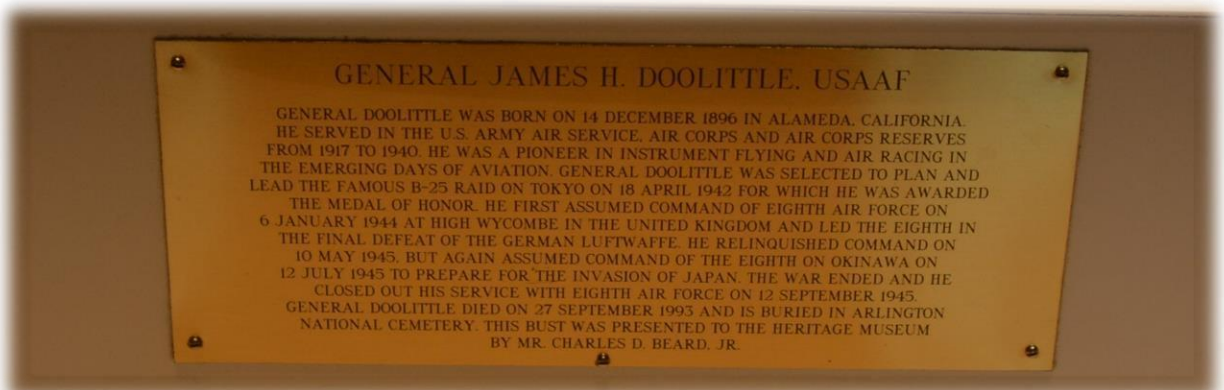 GENERAL JAMES H. DOOLITTLE, USAAF
GENERAL DOOLITTLE WAS BORN ON 14 DECEMBER 1896 IN ALAMEDA, CALIFORNIA.
HE SERVED IN THE U.S. ARMY AIR SERVICE, AIR CORPS AND AIR CORPS RESERVES
FROM 1917 TO 1940. HE WAS A PIONEER IN INSTRUMENT FLYING AND AIR RACING IN
THE EMERGING DAYS OF AVIATION. GENERAL DOOLITTLE WAS SELECTED TO PLAN AND
LEAD THE FAMOUS B-25 RAID ON TOKYO ON 18 APRIL 1942 FOR WHICH HE WAS AWARDED
THE MEDAL OF HONOR. HE FIRST ASSUMED COMMAND OF EIGHTH AIR FORCE ON
6 JANUARY 1944 AT HIGH WYCOMBE IN THE UNITED KINGDOM AND LED THE EIGHTH IN
THE FINAL DEFEAT OF THE GERMAN LUFTWAFFE. HE RELINQUISHED COMMAND ON
10 MAY 1945, BUT AGAIN ASSUMED COMMAND OF THE EIGHTH ON OKINAWA ON
12 JULY 1945 TO PREPARE FOR THE INVASION OF JAPAN. THE WAR ENDED AND HE
CLOSED OUT HIS SERVICE WITH EIGHTH AIR FORCE ON 12 SEPTEMBER 1945.
GENERAL DOOLITTLE DIED ON 27 SEPTEMBER 1993 AND IS BURIED IN ARLINGTON
NATIONAL CEMETERY. THIS BUST WAS PRESENTED TO THE HERITAGE MUSEUM
BY MR. CHARLES D. BEARD, JR.